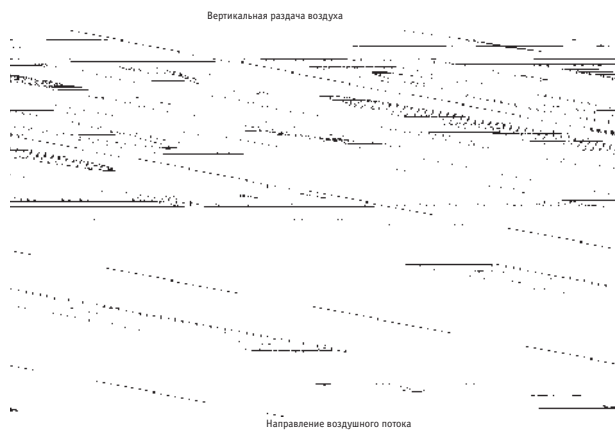 Вертикальная раздача воздуха
Направление воздушного потока